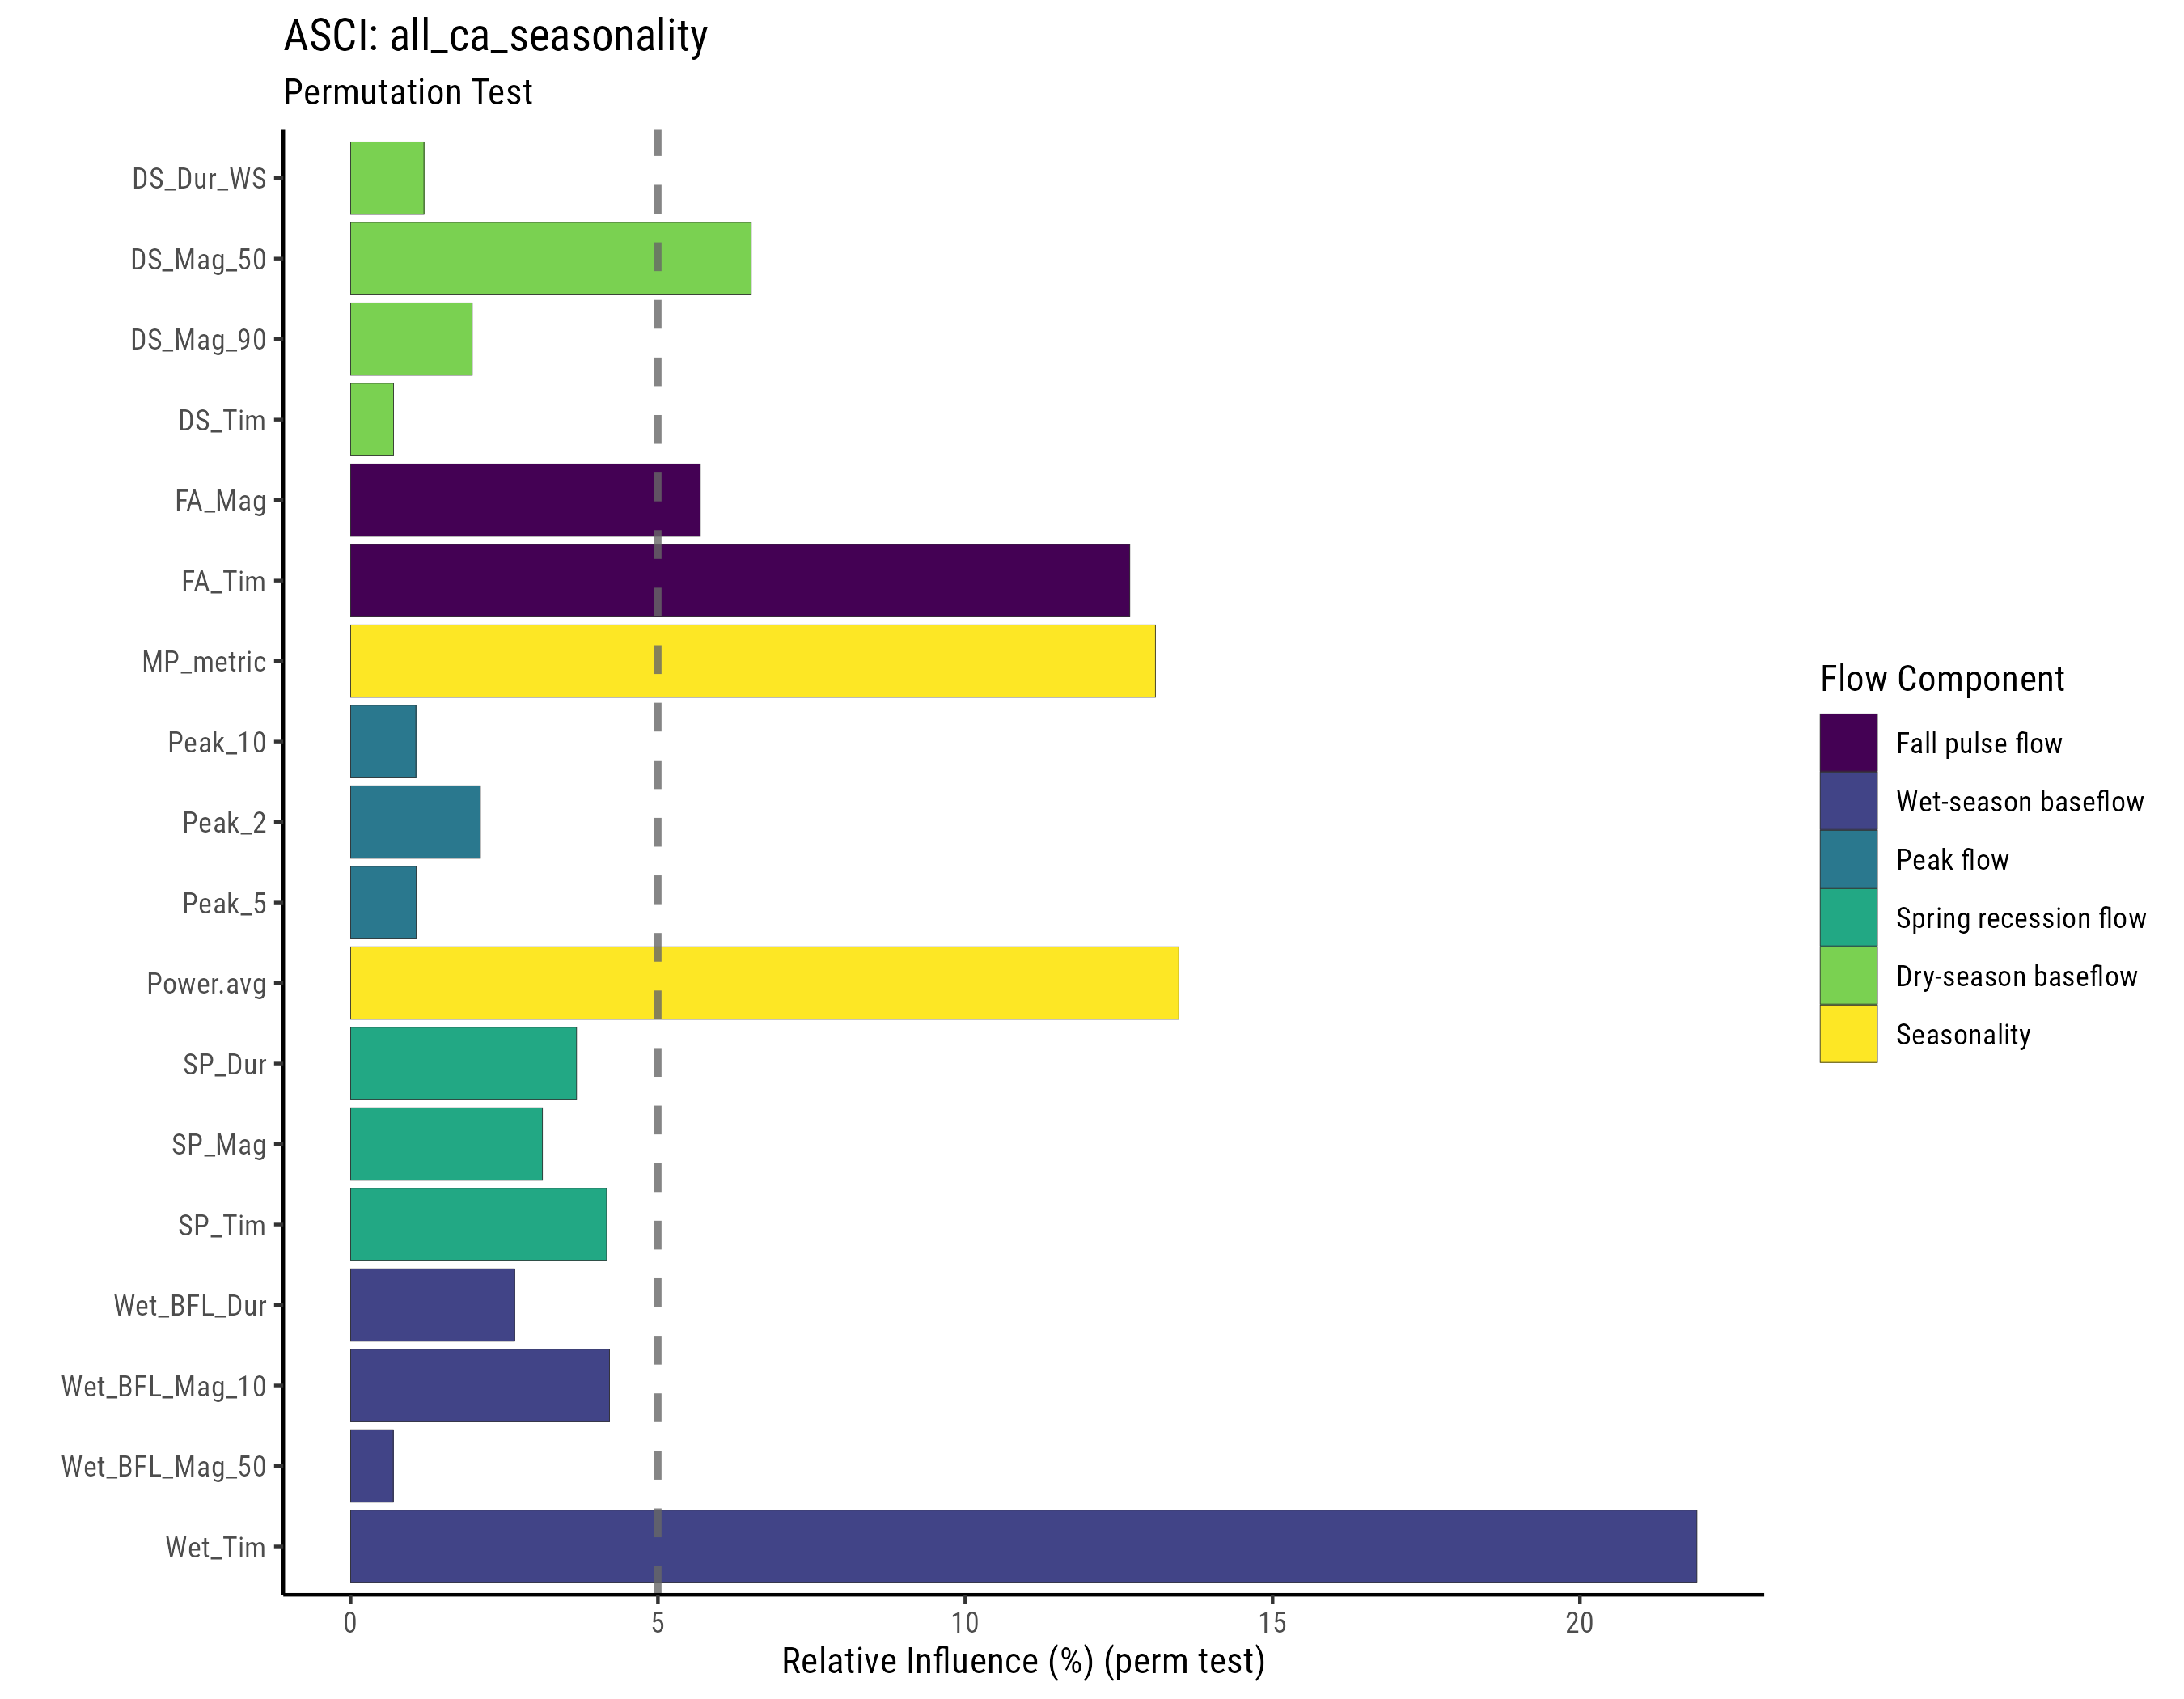 ASCI: all_ca_seasonality
Permutation Test
DS_Dur_WS
DS_Mag_50
DS_Mag_90
DS_Tim
FA_Mag
FA_Tim
MP_metric
Peak_10
Peak_2
Peak_5
Power.avg
SP_Dur
SP_Mag
SP_Tim
Wet_BFL_Dur
Wet_BFL_Mag_10
Wet_BFL_Mag_50
Wet_Tim
0 5 10 15 20
Relative Influence (%) (perm test)
Flow Component
Fall pulse flow
Wet-season baseflow
Peak flow
Spring recession flow
Dry-season baseflow
Seasonality